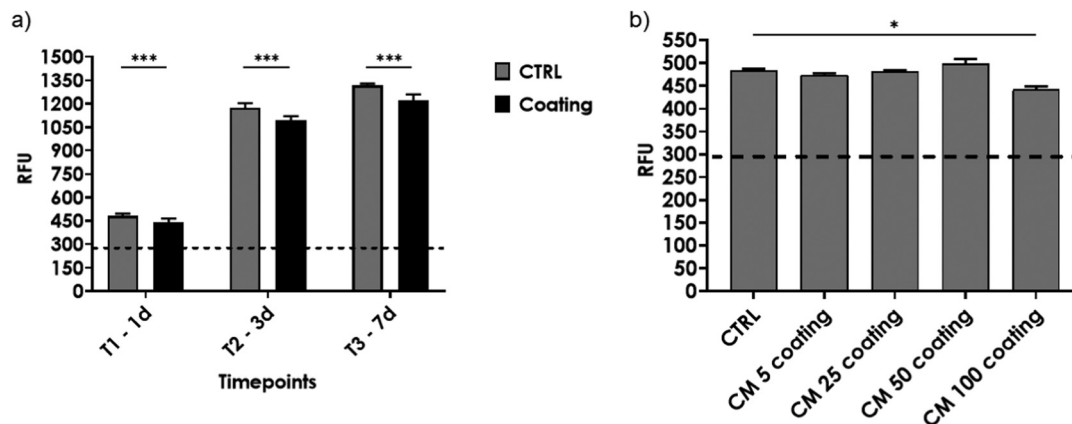 a)
1500
1350
1200
1050
900
750
600
450
300
150
0
RFU
***
***
***
T1 - 1d
T2 - 3d
T3 - 7d
Timepoints
CTRL
Coating
b)
550
500
450
400
350
300
250
200
150
100
50
0
RFU
*
CTRL
CM 5 coating
CM 25 coating
CM 50 coating
CM 100 coating